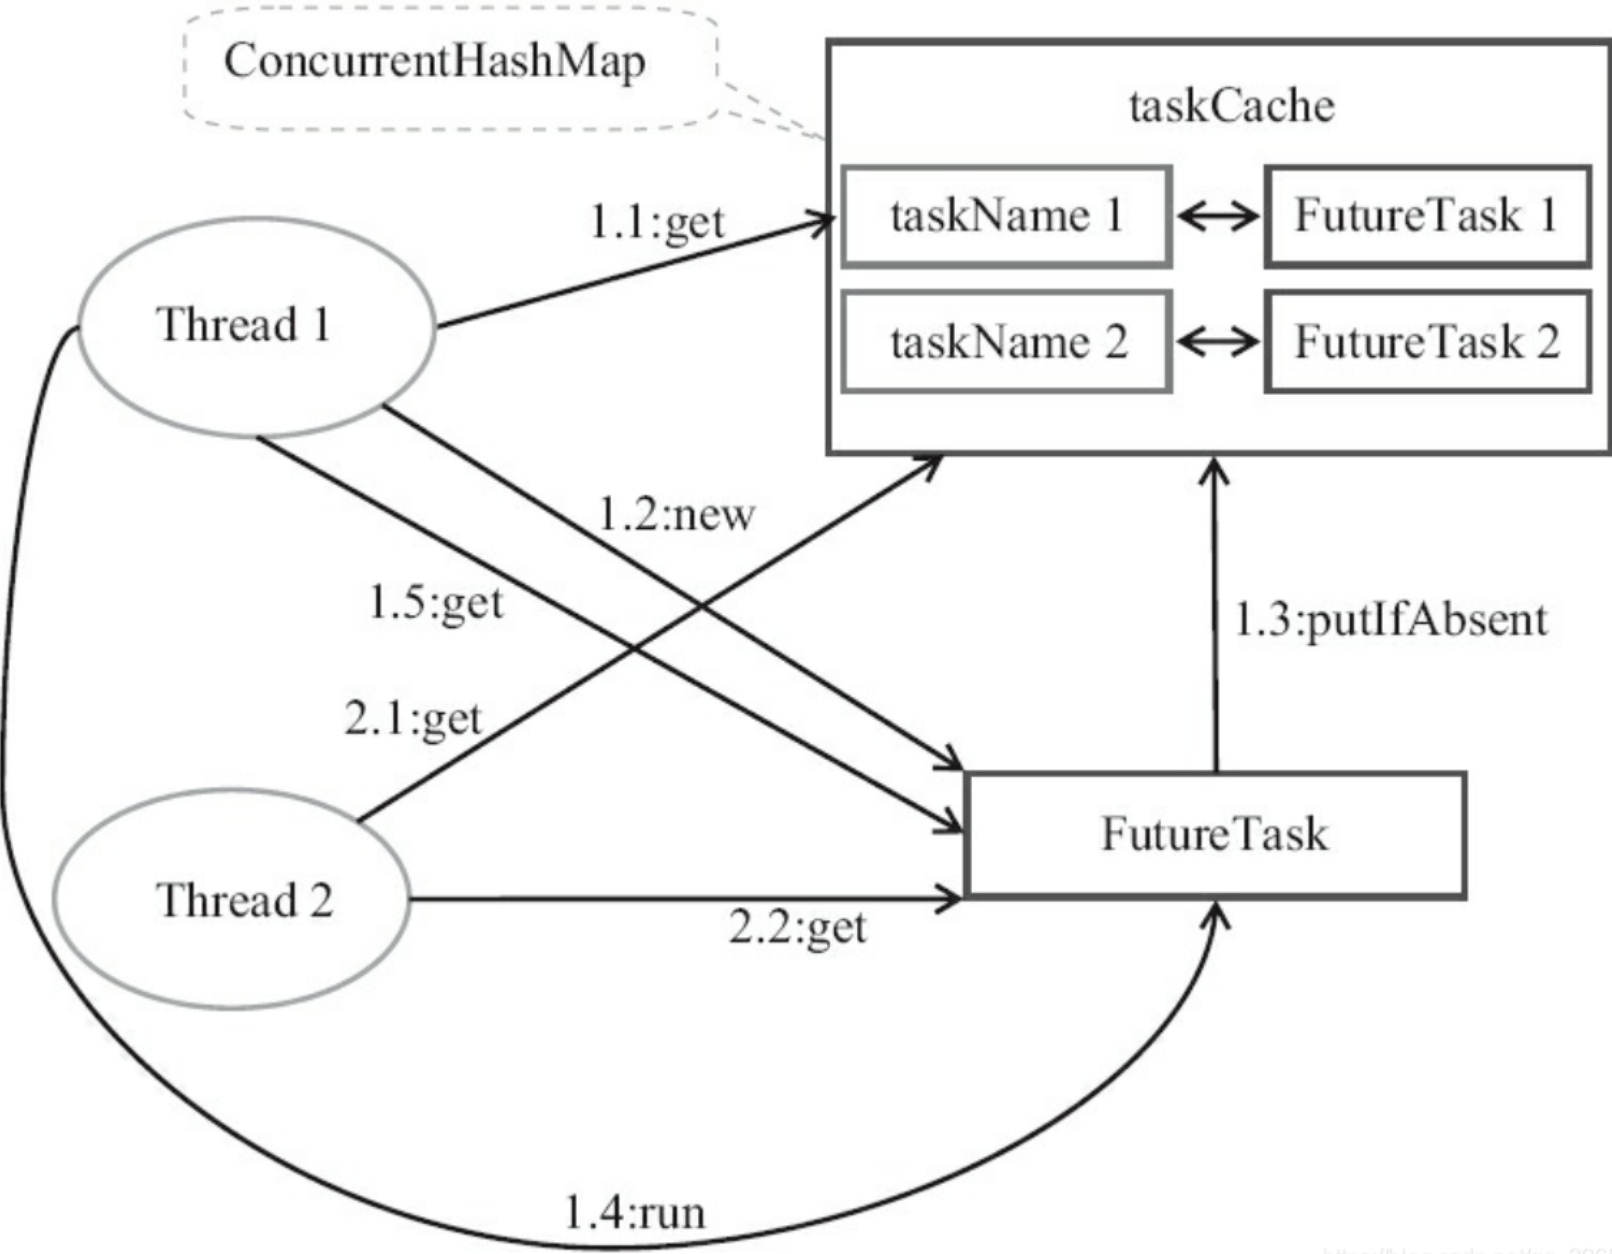 ConcurrentHashMap
taskCache
taskName 1
FutureTask 1
1.1:get
Thread 1
taskName 2
FutureTask 2
1.2:new
1.5:get
1.3:putIfAbsent
2.1:get
FutureTask
Thread 2
2.2:get
1.4:run